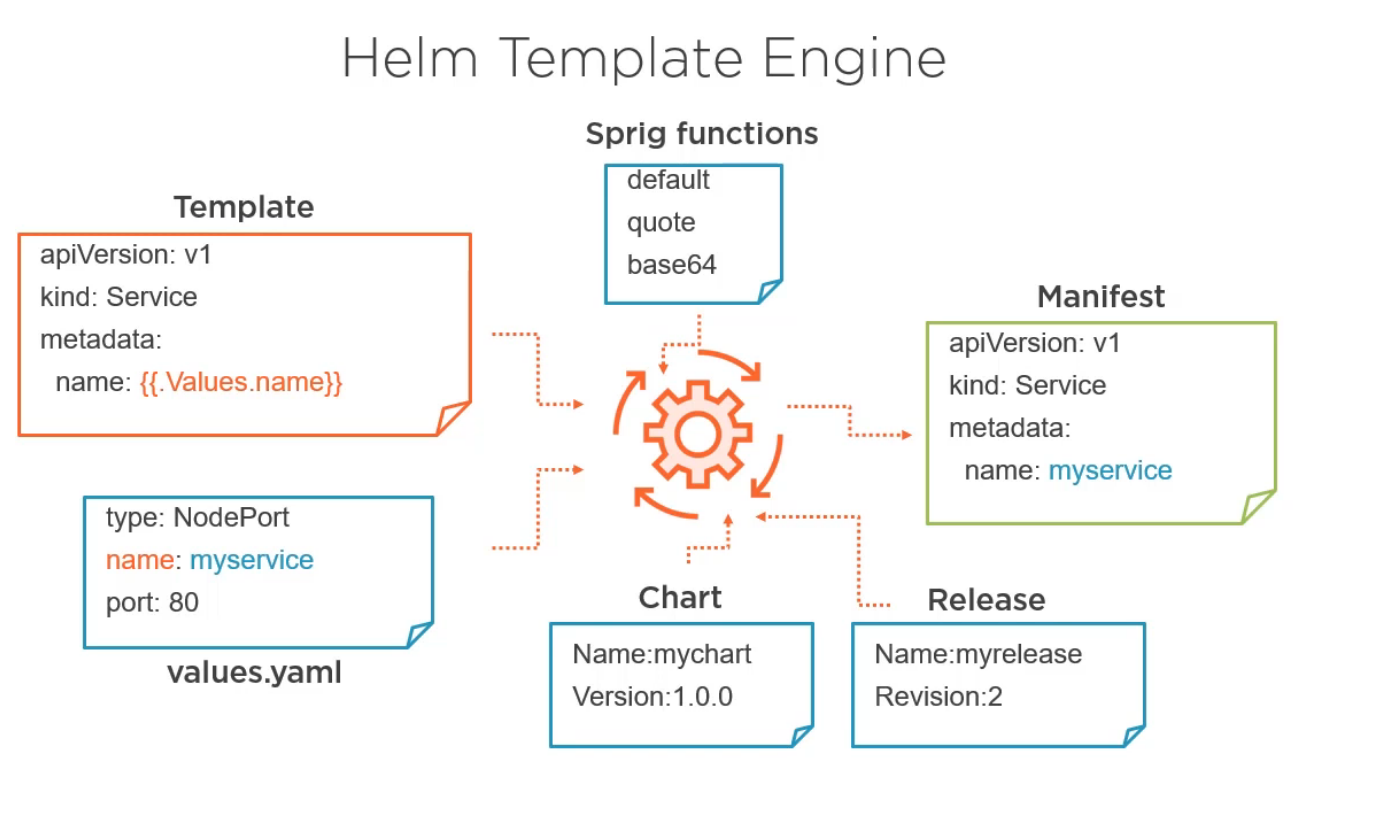 Helm Template Engine
Sprig functions
default
quote
base64
Template
apiVersion: v1
kind: Service
metadata:
  name: {{.Values.name}}
type: NodePort
name: myservice
port: 80
values.yaml
Manifest
apiVersion: v1
kind: Service
metadata:
  name: myservice
Chart
Name:mychart
Version:1.0.0
Release
Name:myrelease
Revision:2